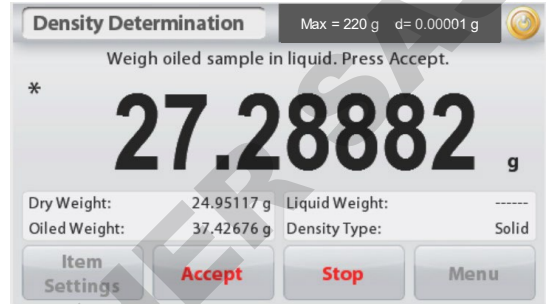 Density Determination Max = 220 g d= 0.00001 g
Weigh oiled sample in liquid. Press Accept.
*
27.28882 g
Dry Weight: 24.95117 g Liquid Weight: ------
Oiled Weight: 37.42676 g Density Type: Solid
Item Settings Accept Stop Menu